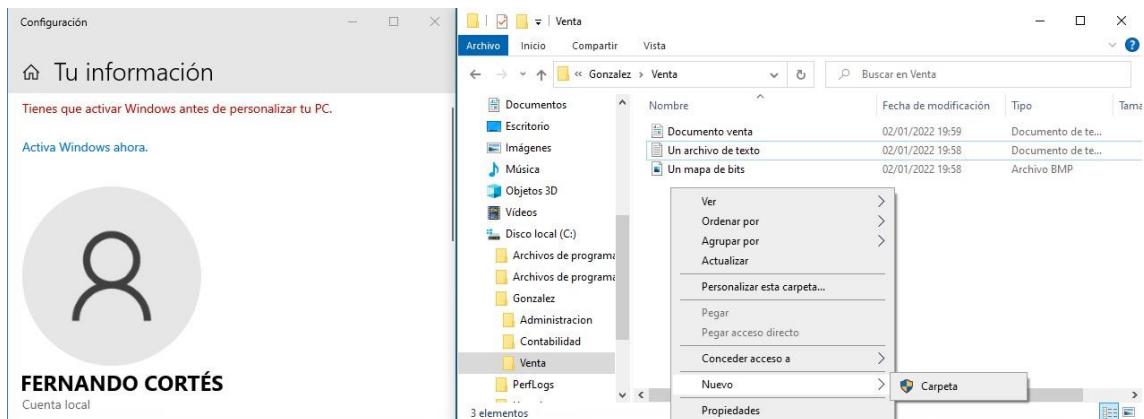 Configuración
Tu información
Tienes que activar Windows antes de personalizar tu PC.
Activa Windows ahora.
FERNANDO CORTÉS
Cuenta local
Venta
Archivo Inicio Compartir Vista
« Gonzalez › Venta
Buscar en Venta
Documentos
Escritorio
Imágenes
Música
Objetos 3D
Vídeos
Disco local (C:)
Archivos de programa
Archivos de programa
Gonzalez
Administracion
Contabilidad
Venta
PerfLogs
Nombre Fecha de modificación Tipo Tama
Documento venta 02/01/2022 19:59 Documento de te...
Un archivo de texto 02/01/2022 19:58 Documento de te...
Un mapa de bits 02/01/2022 19:58 Archivo BMP
Ver
Ordenar por
Agrupar por
Actualizar
Personalizar esta carpeta...
Pegar
Pegar acceso directo
Conceder acceso a
Nuevo
Carpeta
Propiedades
3 elementos